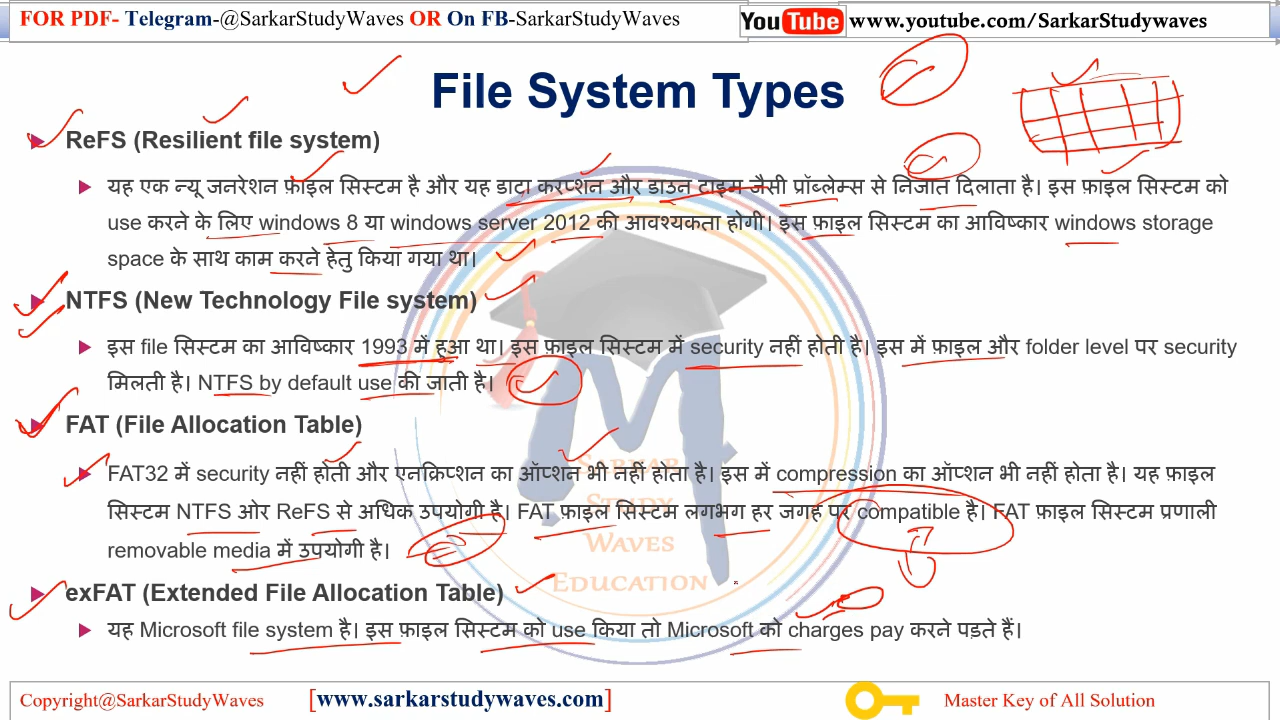 FOR PDF- Telegram-@SarkarStudyWaves OR On FB-SarkarStudyWaves
YouTube www.youtube.com/SarkarStudywaves
File System Types
ReFS (Resilient file system)
यह एक न्यू जनरेशन फ़ाइल सिस्टम है और यह डाटा करप्शन और डाउन टाइम जैसी प्रॉब्लेम्स से निजात दिलाता है। इस फ़ाइल सिस्टम को
use करने के लिए windows 8 या windows server 2012 की आवश्यकता होगी। इस फ़ाइल सिस्टम का आविष्कार windows storage
space के साथ काम करने हेतु किया गया था।
NTFS (New Technology File system)
इस file सिस्टम का आविष्कार 1993 में हुआ था। इस फ़ाइल सिस्टम में security नहीं होती है। इस में फ़ाइल और folder level पर security
मिलती है। NTFS by default use की जाती है।
FAT (File Allocation Table)
FAT32 में security नहीं होती और एनक्रिप्शन का ऑप्शन भी नहीं होता है। इस में compression का ऑप्शन भी नहीं होता है। यह फ़ाइल
सिस्टम NTFS ओर ReFS से अधिक उपयोगी है। FAT फ़ाइल सिस्टम लगभग हर जगह पर compatible है। FAT फ़ाइल सिस्टम प्रणाली
removable media में उपयोगी है।
exFAT (Extended File Allocation Table)
यह Microsoft file system है। इस फ़ाइल सिस्टम को use किया तो Microsoft को charges pay करने पड़ते हैं।
SARKAR
STUDY
WAVES
EDUCATION
Copyright@SarkarStudyWaves
[www.sarkarstudywaves.com]
Master Key of All Solution